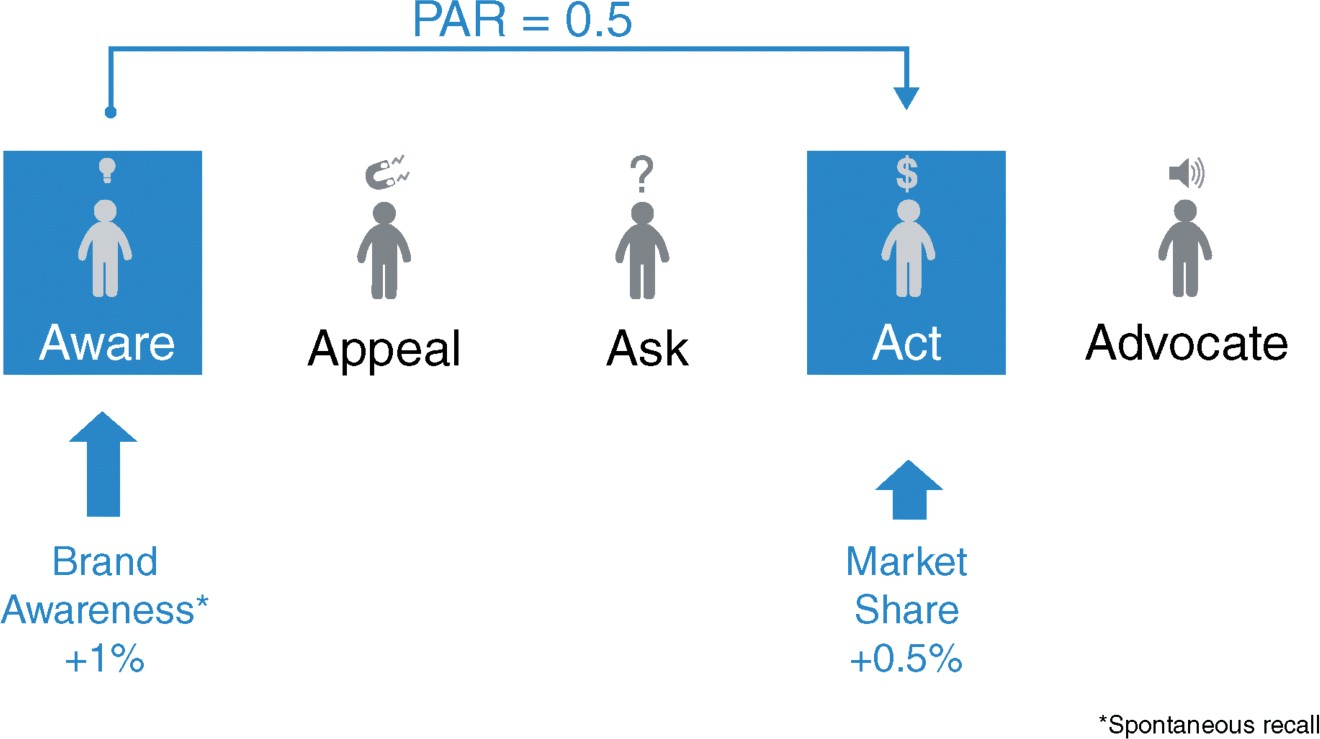 PAR = 0.5
?
$
Aware
Appeal
Ask
Act
Advocate
Brand
Awareness*
+1%
Market
Share
+0.5%
*Spontaneous recall